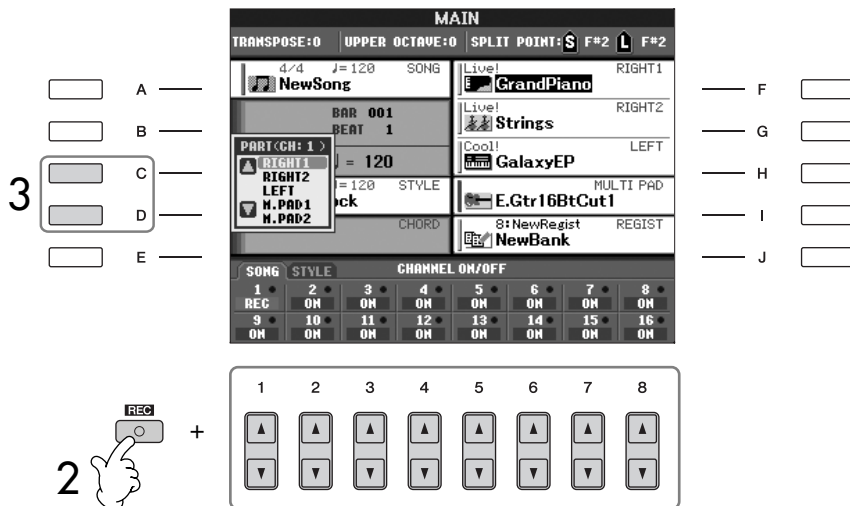 MAIN
TRANSPOSE:0 UPPER OCTAVE:0 SPLIT POINT: S F#2 L F#2
4/4 ♩=120 SONG
NewSong
Live! RIGHT1
GrandPiano
BAR 001
BEAT 1
Live! RIGHT2
Strings
♩ = 120
Cool! LEFT
GalaxyEP
PART(CH: 1 )
RIGHT1
RIGHT2
LEFT
M.PAD1
M.PAD2
=120 STYLE
ck
MULTI PAD
E.Gtr16BtCut1
CHORD
8:NewRegist REGIST
NewBank
SONG STYLE CHANNEL ON/OFF
1 2 3 4 5 6 7 8
REC ON ON ON ON ON ON ON
9 10 11 12 13 14 15 16
ON ON ON ON ON ON ON ON
A
B
C
D
E
F
G
H
I
J
3
1 2 3 4 5 6 7 8
REC
+
2